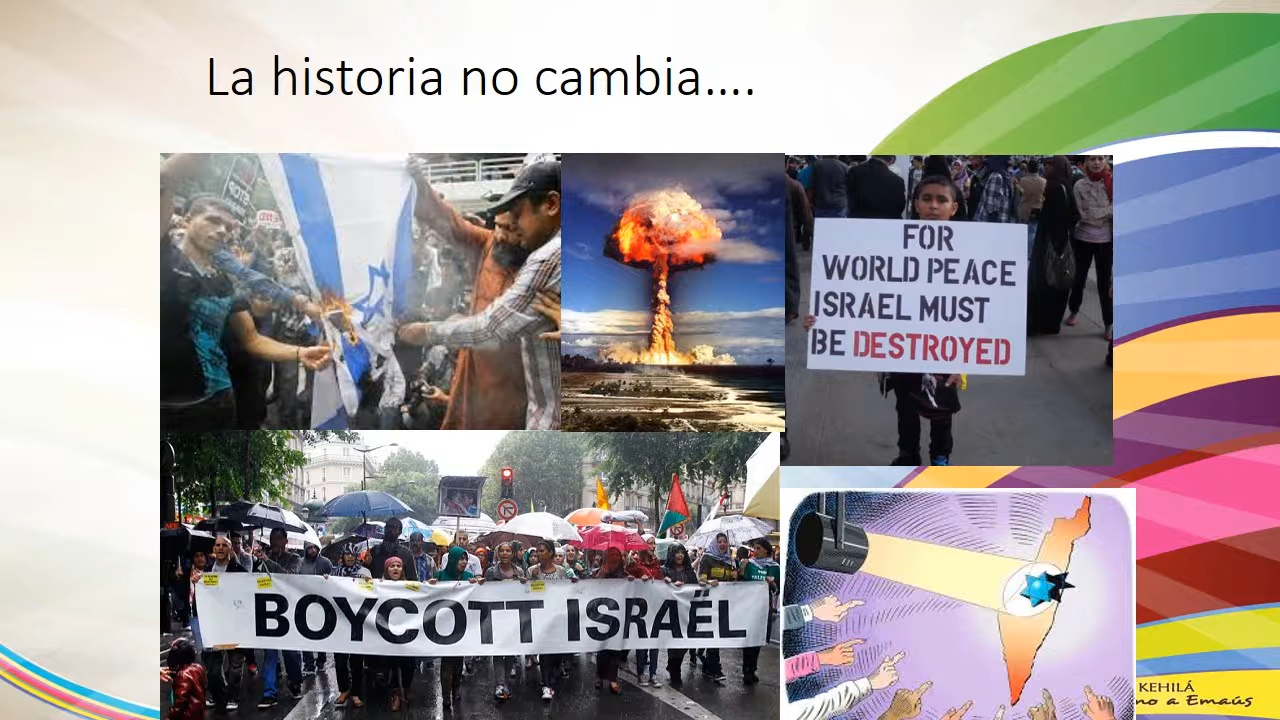 La historia no cambia....
FOR
WORLD PEACE
ISRAEL MUST
BE DESTROYED
BOYCOTT ISRAËL
KEHILÁ
no a Emaús